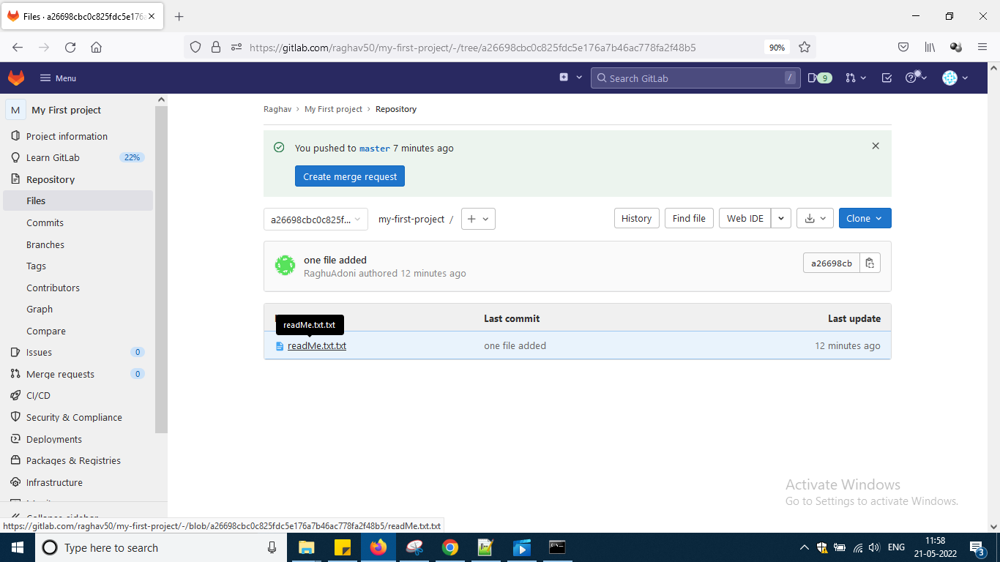 Files · a26698cbc0c825fdc5e176a
https://gitlab.com/raghav50/my-first-project/-/tree/a26698cbc0c825fdc5e176a7b46ac778fa2f48b5
90%
Menu
Search GitLab
/
9
M
My First project
Project information
Learn GitLab
22%
Repository
Files
Commits
Branches
Tags
Contributors
Graph
Compare
Issues
0
Merge requests
0
CI/CD
Security & Compliance
Deployments
Packages & Registries
Infrastructure
Collapse sidebar
Raghav > My First project > Repository
You pushed to master 7 minutes ago
Create merge request
a26698cbc0c825f...
my-first-project /
History
Find file
Web IDE
Clone
one file added
RaghuAdoni authored 12 minutes ago
a26698cb
readMe.txt.txt
Last commit
Last update
readMe.txt.txt
one file added
12 minutes ago
Activate Windows
Go to Settings to activate Windows.
https://gitlab.com/raghav50/my-first-project/-/blob/a26698cbc0c825fdc5e176a7b46ac778fa2f48b5/readMe.txt.txt
Type here to search
ENG
11:58
21-05-2022
3